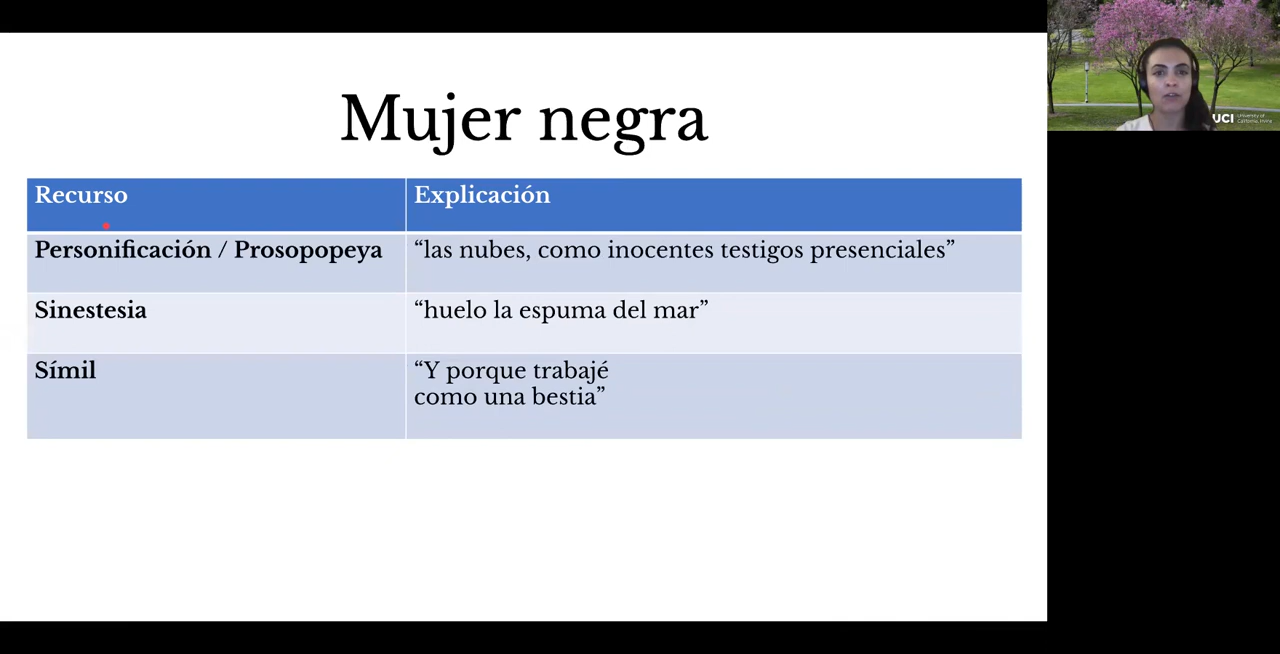 Mujer negra
Recurso
Explicación
Personificación / Prosopopeya
“las nubes, como inocentes testigos presenciales”
Sinestesia
“huelo la espuma del mar”
Símil
“Y porque trabajé
como una bestia”
UCI
University of
California, Irvine